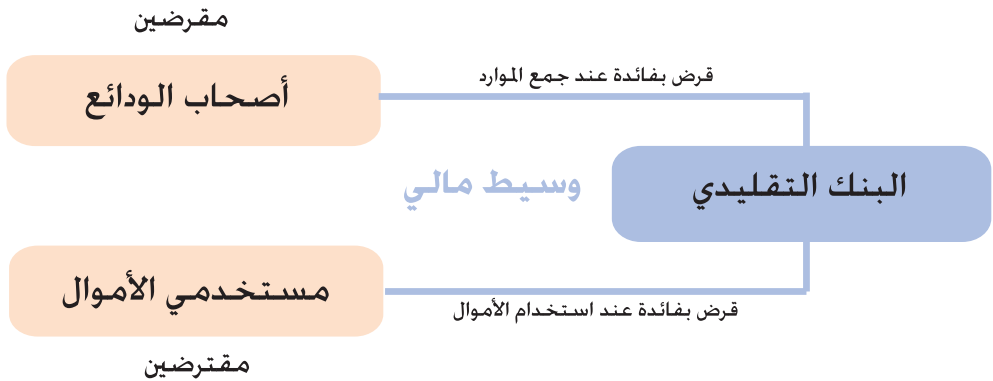 مقرضين
أصحاب الودائع
قرض بفائدة عند جمع الموارد
البنك التقليدي
وسيط مالي
مستخدمي الأموال
قرض بفائدة عند استخدام الأموال
مقترضين